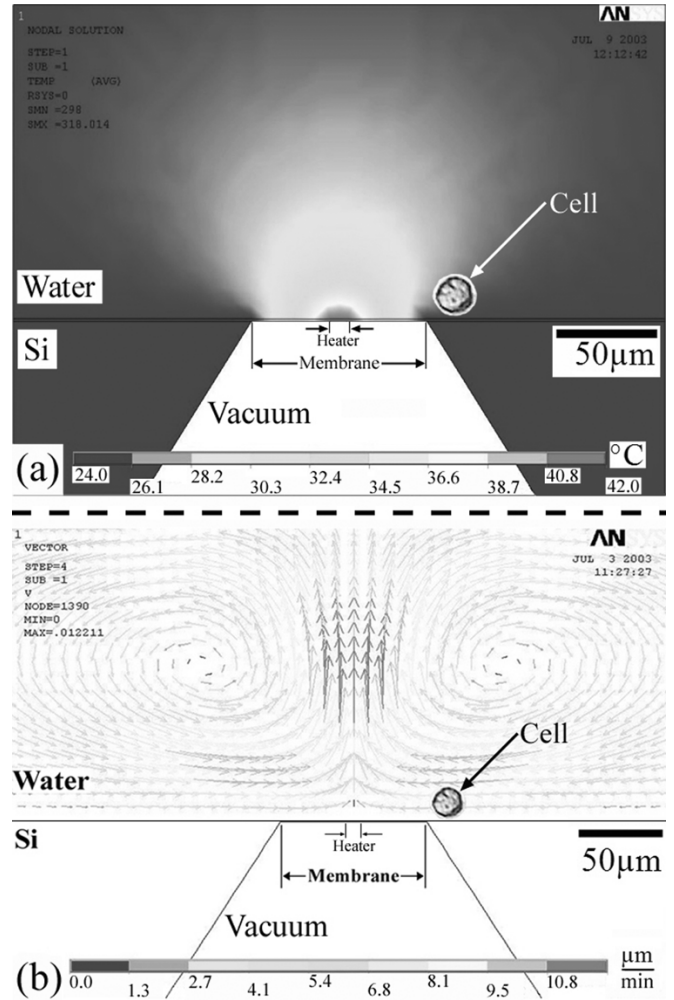 1
NODAL SOLUTION
STEP=1
SUB =1
TEMP (AVG)
RSYS=0
SMN =298
SMX =318.014
ANSYS
JUL 9 2003
12:12:42
Cell
Water
Si
Heater
Membrane
50µm
Vacuum
(a)
°C
24.0 28.2 32.4 36.6 40.8
26.1 30.3 34.5 38.7 42.0
1
VECTOR
STEP=4
SUB =1
V
NODE=1390
MIN=0
MAX=.012211
ANSYS
JUL 3 2003
11:27:27
Cell
Water
Si
Heater
Membrane
50µm
Vacuum
(b)
µm
min
0.0 2.7 5.4 8.1 10.8
1.3 4.1 6.8 9.5